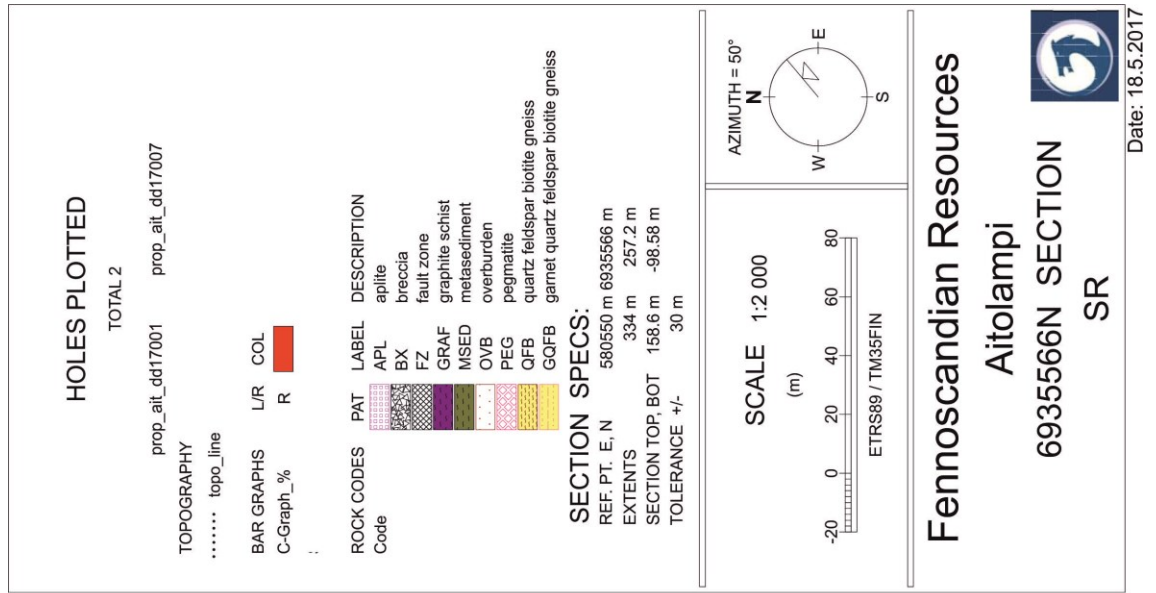 HOLES PLOTTED
TOTAL 2
prop_ait_dd17001 prop_ait_dd17007
TOPOGRAPHY
....... topo_line
BAR GRAPHS L/R COL
C-Graph_% R
:
ROCK CODES PAT LABEL DESCRIPTION
Code APL aplite
BX breccia
FZ fault zone
GRAF graphite schist
MSED metasediment
OVB overburden
PEG pegmatite
QFB quartz feldspar biotite gneiss
GQFB garnet quartz feldspar biotite gneiss
SECTION SPECS:
REF. PT. E, N 580550 m 6935566 m
EXTENTS 334 m 257.2 m
SECTION TOP, BOT 158.6 m -98.58 m
TOLERANCE +/- 30 m
SCALE 1:2 000
(m)
-20 0 20 40 60 80
ETRS89 / TM35FIN
AZIMUTH = 50°
N
W E
S
Fennoscandian Resources
Aitolampi
6935566N SECTION
SR
Date: 18.5.2017